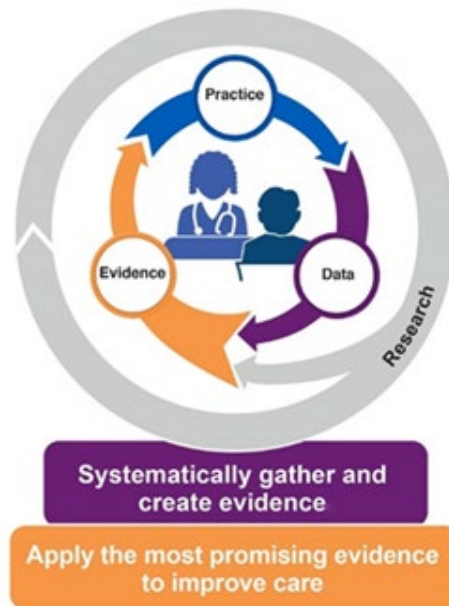 Practice
Evidence
Data
Research
Systematically gather and
create evidence
Apply the most promising evidence
to improve care